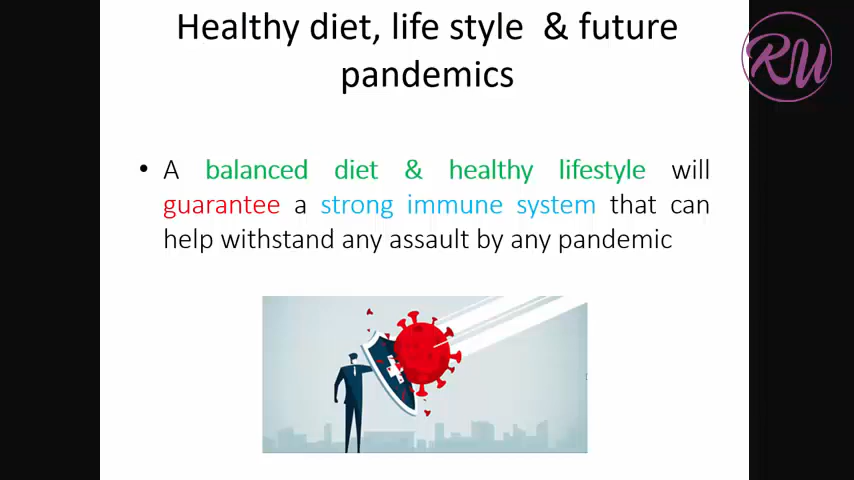 Healthy diet, life style & future
pandemics
RU
• A balanced diet & healthy lifestyle will
guarantee a strong immune system that can
help withstand any assault by any pandemic